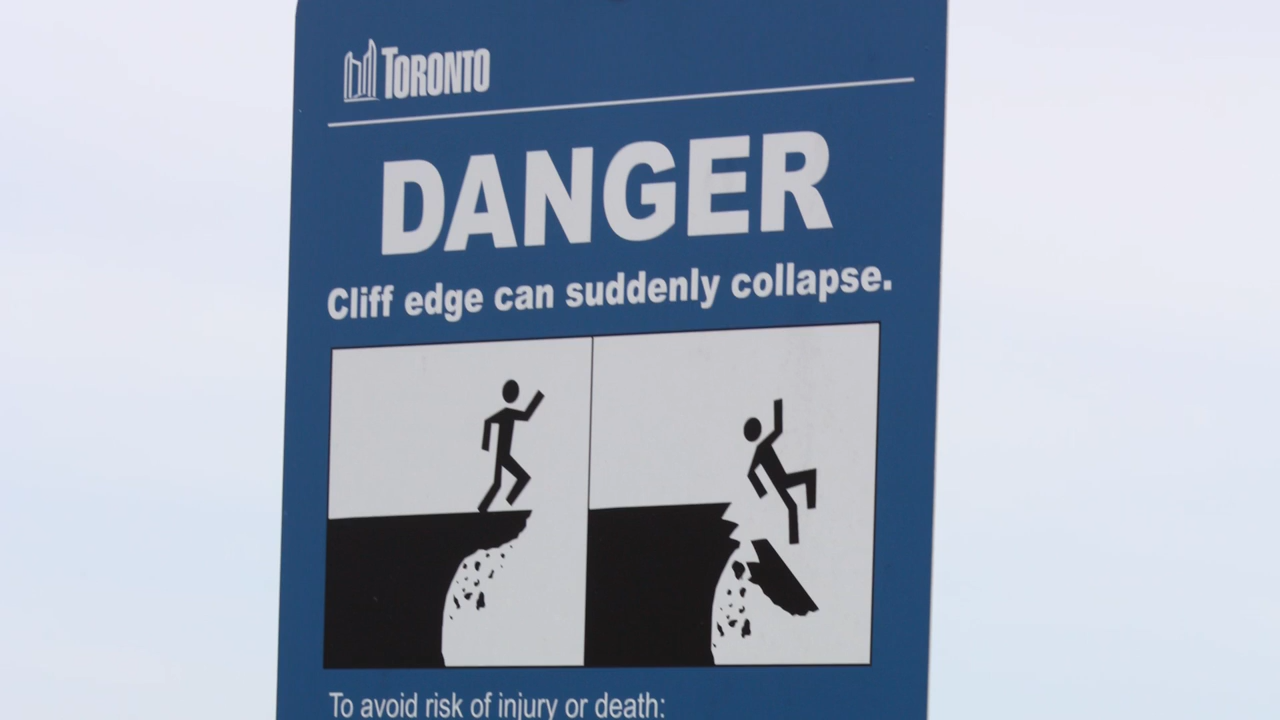 TORONTO
DANGER
Cliff edge can suddenly collapse.
To avoid risk of injury or death: